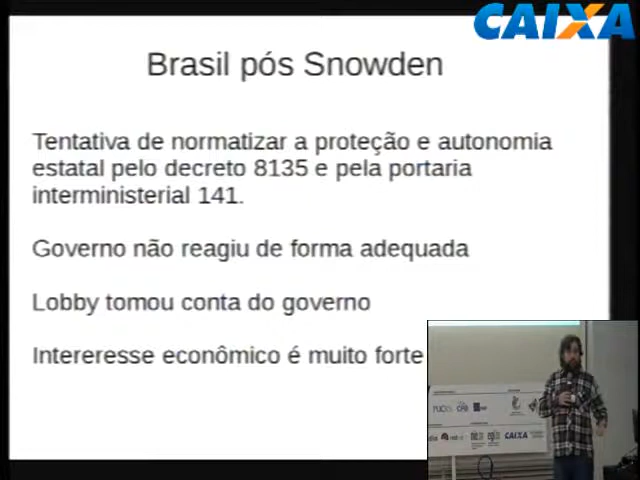 CAIXA
Brasil pós Snowden
Tentativa de normatizar a proteção e autonomia
estatal pelo decreto 8135 e pela portaria
interministerial 141.
Governo não reagiu de forma adequada
Lobby tomou conta do governo
Intereresse econômico é muito forte
CAIXA